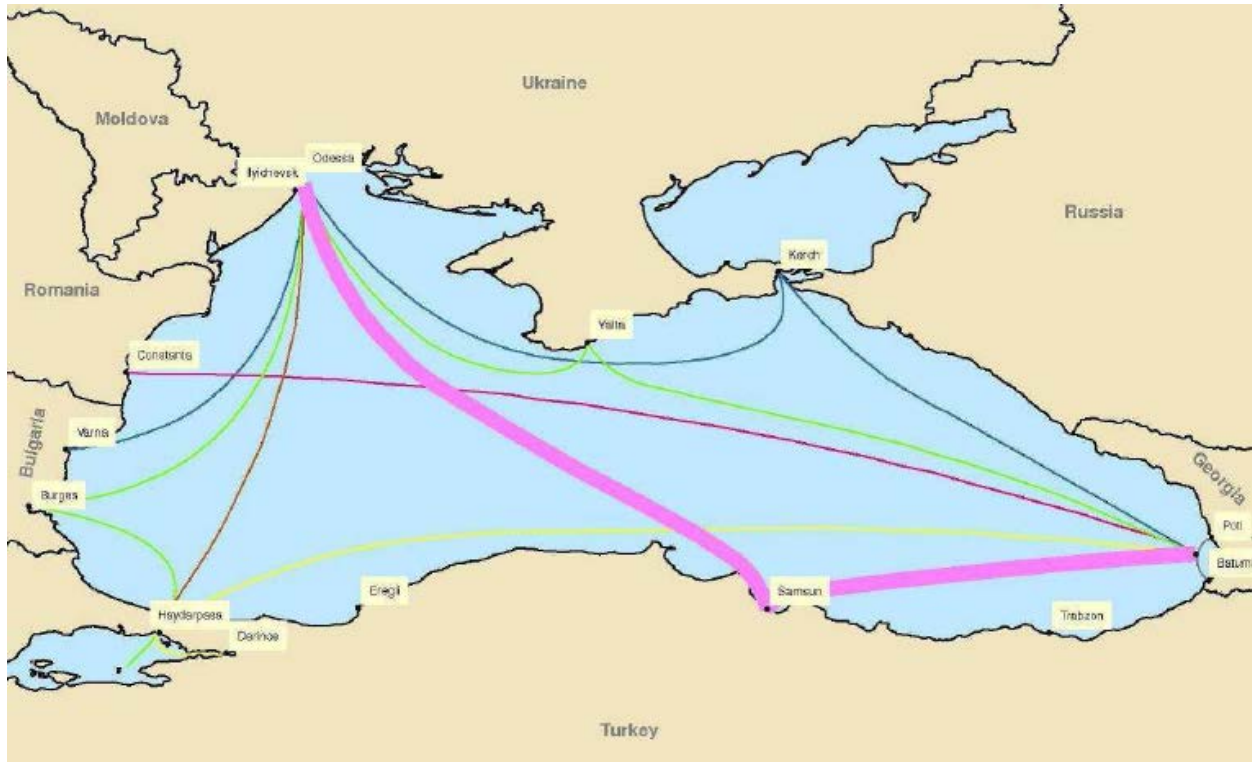 Ukraine
Moldova
Odessa
Ilyichevsk
Russia
Kerch
Romania
Yalta
Constanta
Varna
Bulgaria
Georgia
Burgas
Poti
Batumi
Eregli
Samsun
Haydarpasa
Trabzon
Derince
Turkey